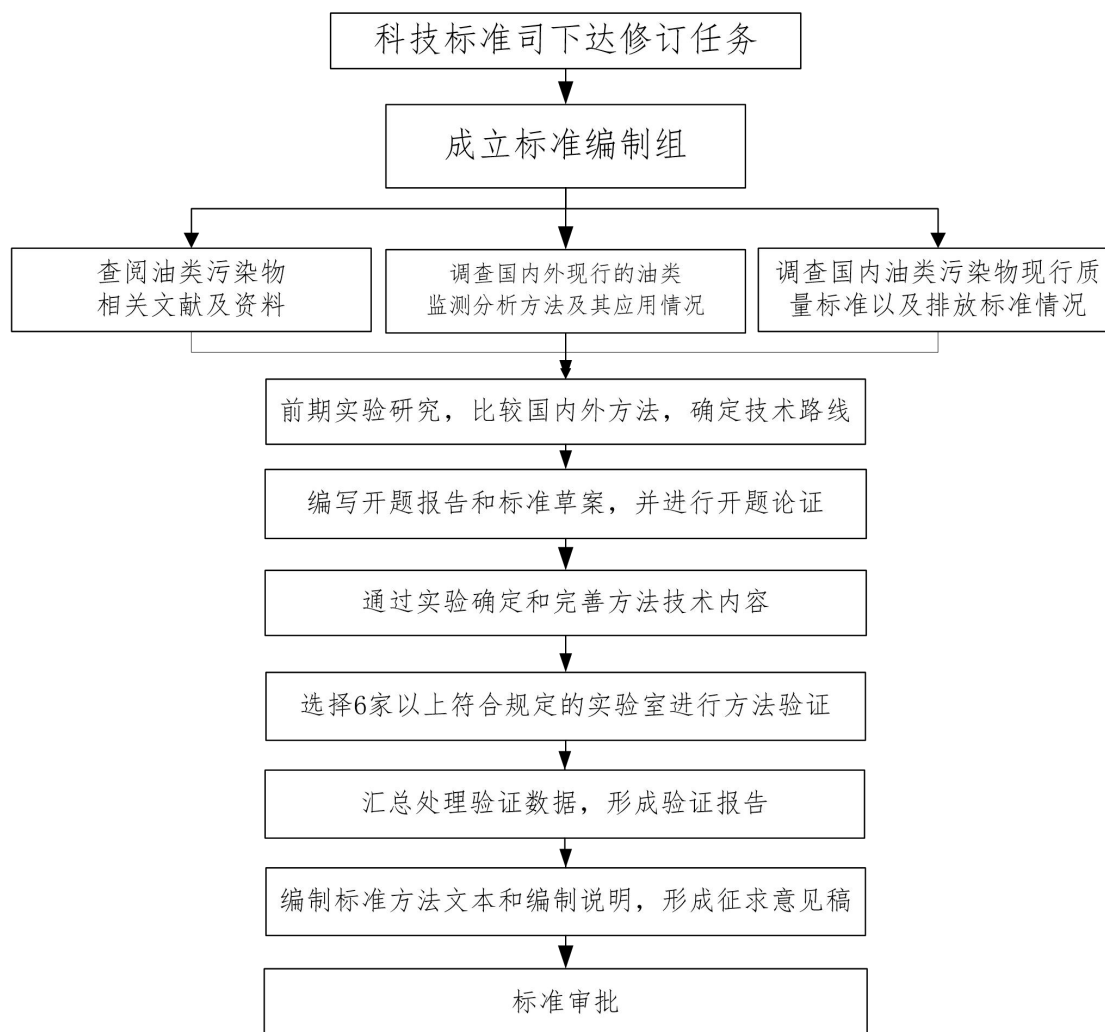 科技标准司下达修订任务
成立标准编制组
查阅油类污染物
相关文献及资料
调查国内外现行的油类
监测分析方法及其应用情况
调查国内油类污染物现行质
量标准以及排放标准情况
前期实验研究，比较国内外方法，确定技术路线
编写开题报告和标准草案，并进行开题论证
通过实验确定和完善方法技术内容
选择6家以上符合规定的实验室进行方法验证
汇总处理验证数据，形成验证报告
编制标准方法文本和编制说明，形成征求意见稿
标准审批